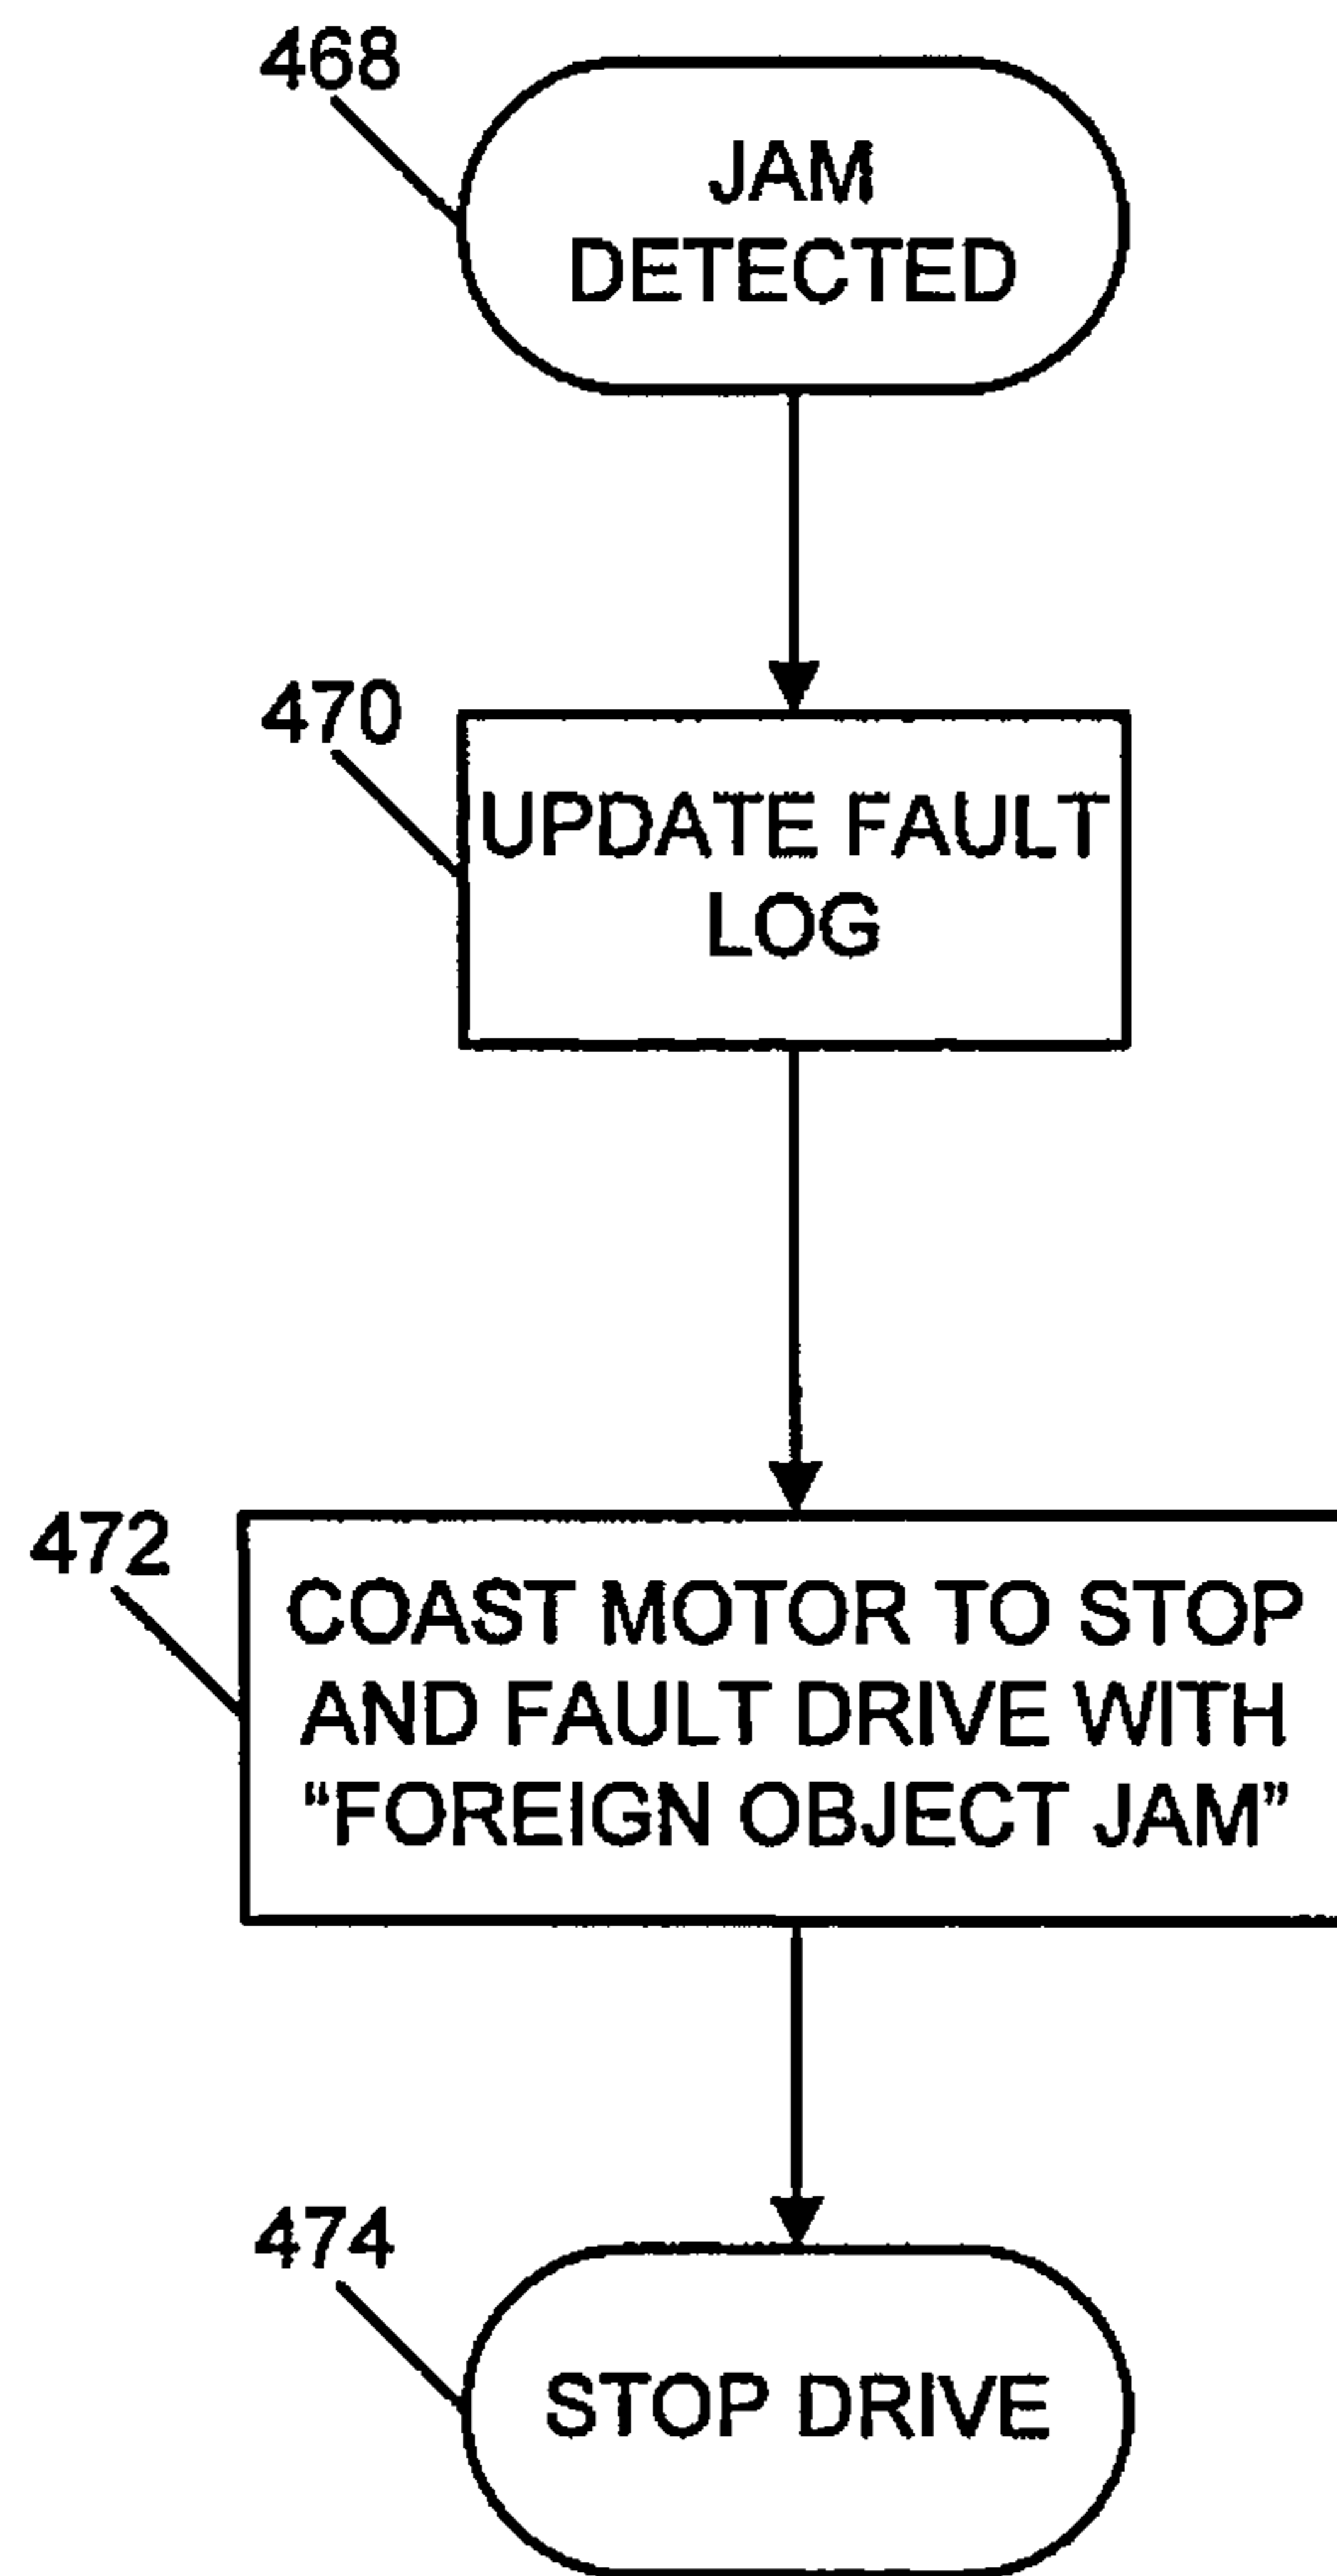 468
JAM
DETECTED
470
UPDATE FAULT
LOG
472
COAST MOTOR TO STOP
AND FAULT DRIVE WITH
“FOREIGN OBJECT JAM”
474
STOP DRIVE